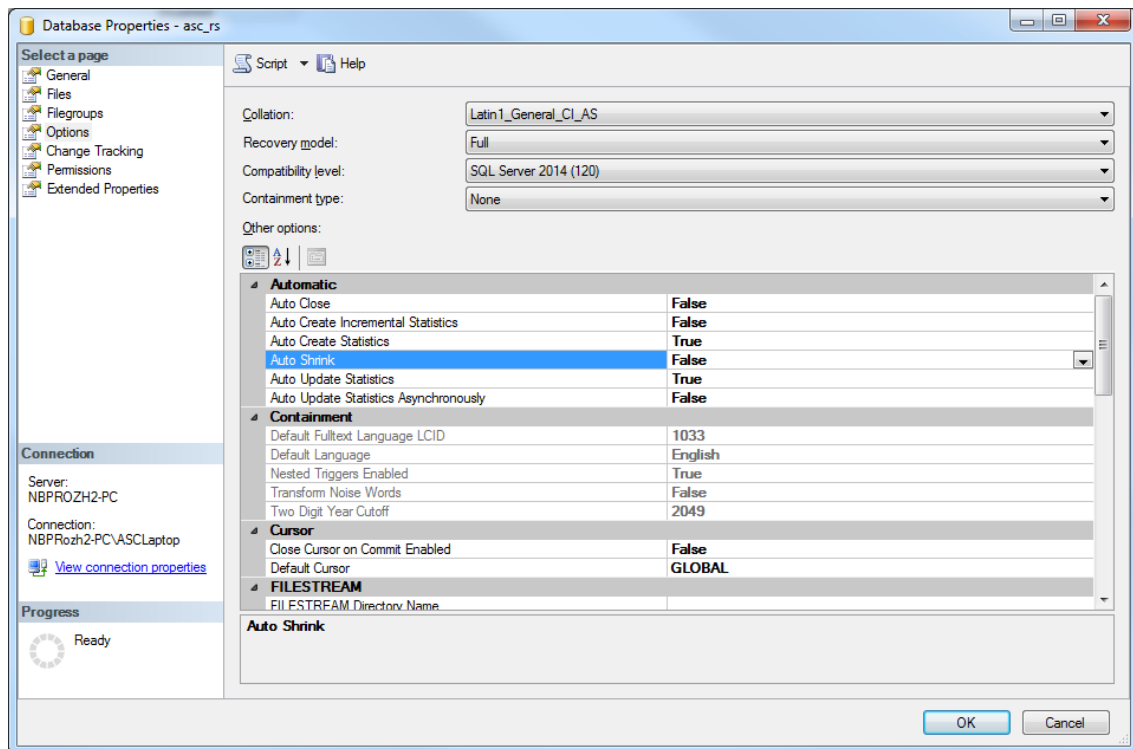 Database Properties - asc_rs
Select a page
General
Files
Filegroups
Options
Change Tracking
Permissions
Extended Properties
Connection
Server:
NBPROZH2-PC
Connection:
NBPRozh2-PC\ASCLaptop
View connection properties
Progress
Ready
Script Help
Collation: Latin1_General_CI_AS
Recovery model: Full
Compatibility level: SQL Server 2014 (120)
Containment type: None
Other options:
Automatic
Auto Close False
Auto Create Incremental Statistics False
Auto Create Statistics True
Auto Shrink False
Auto Update Statistics True
Auto Update Statistics Asynchronously False
Containment
Default Fulltext Language LCID 1033
Default Language English
Nested Triggers Enabled True
Transform Noise Words False
Two Digit Year Cutoff 2049
Cursor
Close Cursor on Commit Enabled False
Default Cursor GLOBAL
FILESTREAM
FILESTREAM Directory Name
Auto Shrink
OK Cancel